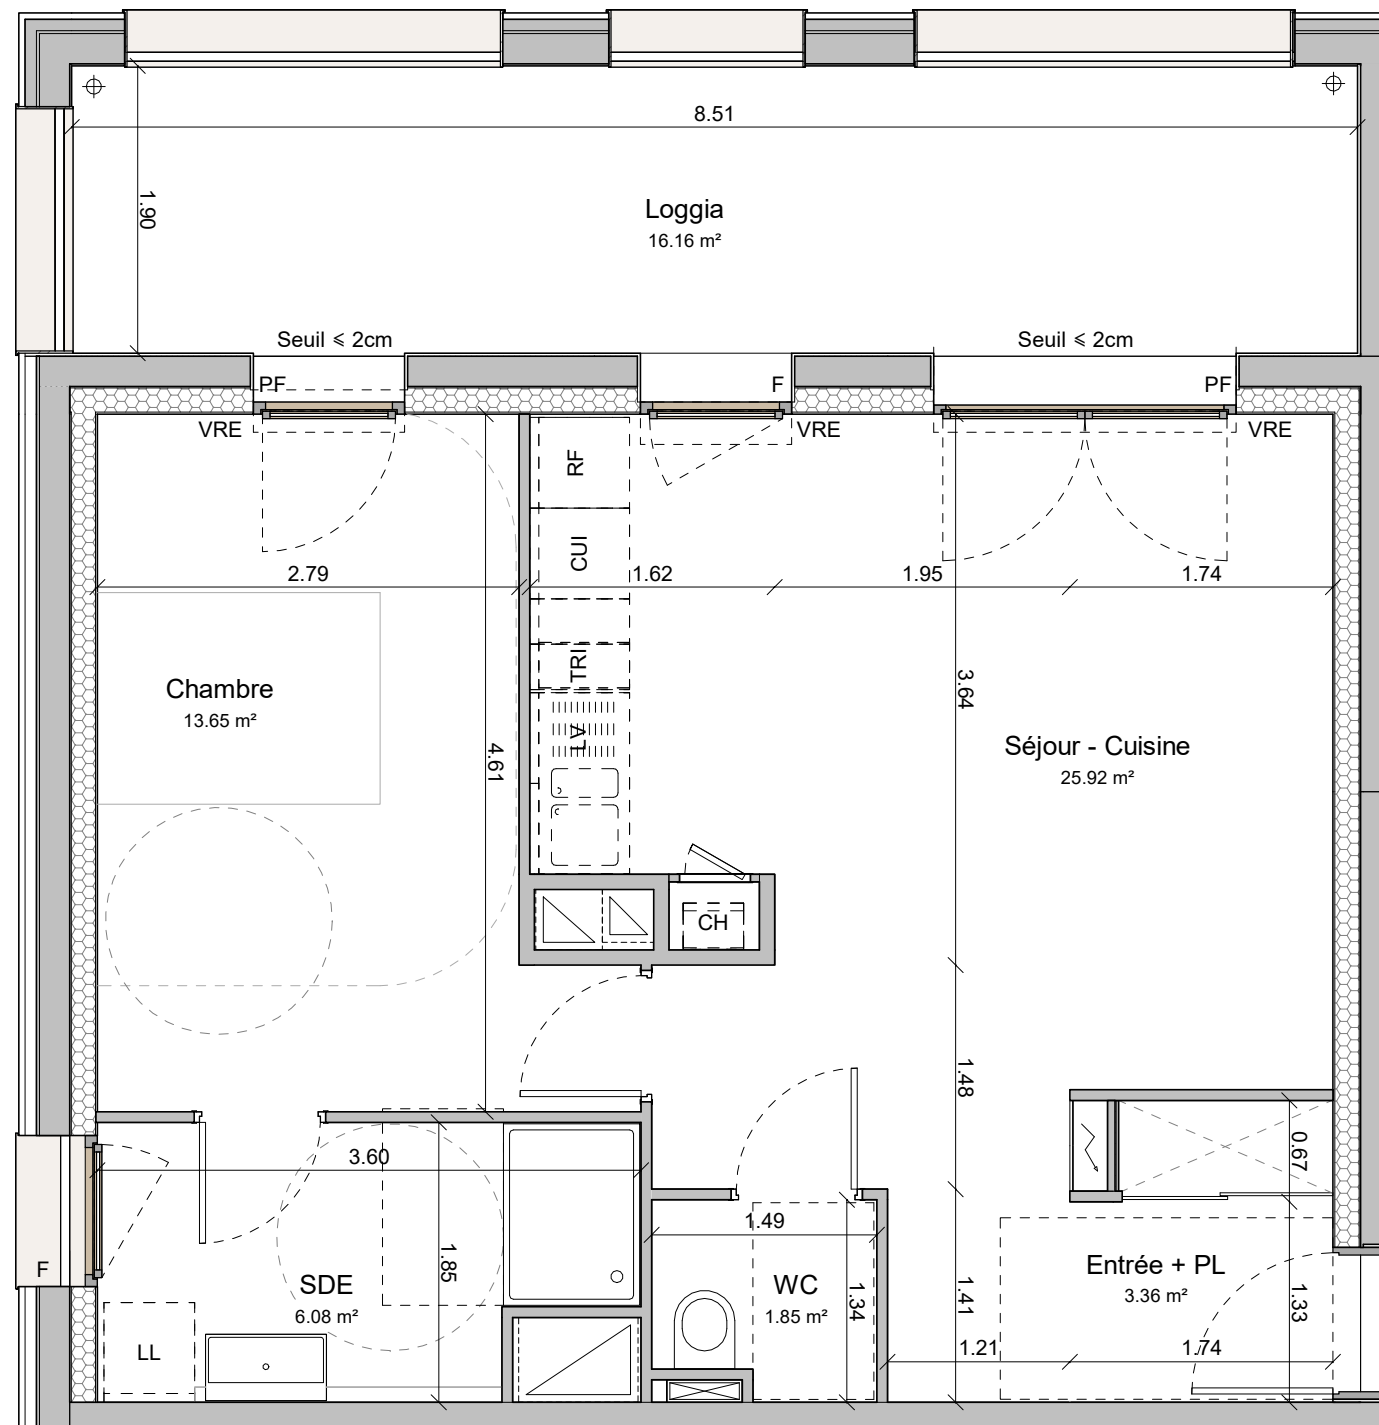 8.51
1.90
Loggia
16.16 m²
Seuil ⩽ 2cm
Seuil ⩽ 2cm
PF
F
PF
VRE
VRE
VRE
RF
CUI
2.79
1.62
1.95
1.74
TRI
3.64
Chambre
13.65 m²
LV
4.61
Séjour - Cuisine
25.92 m²
CH
1.48
0.67
3.60
1.49
F
SDE
6.08 m²
1.85
WC
1.85 m²
1.34
1.41
Entrée + PL
3.36 m²
1.33
LL
1.21
1.74